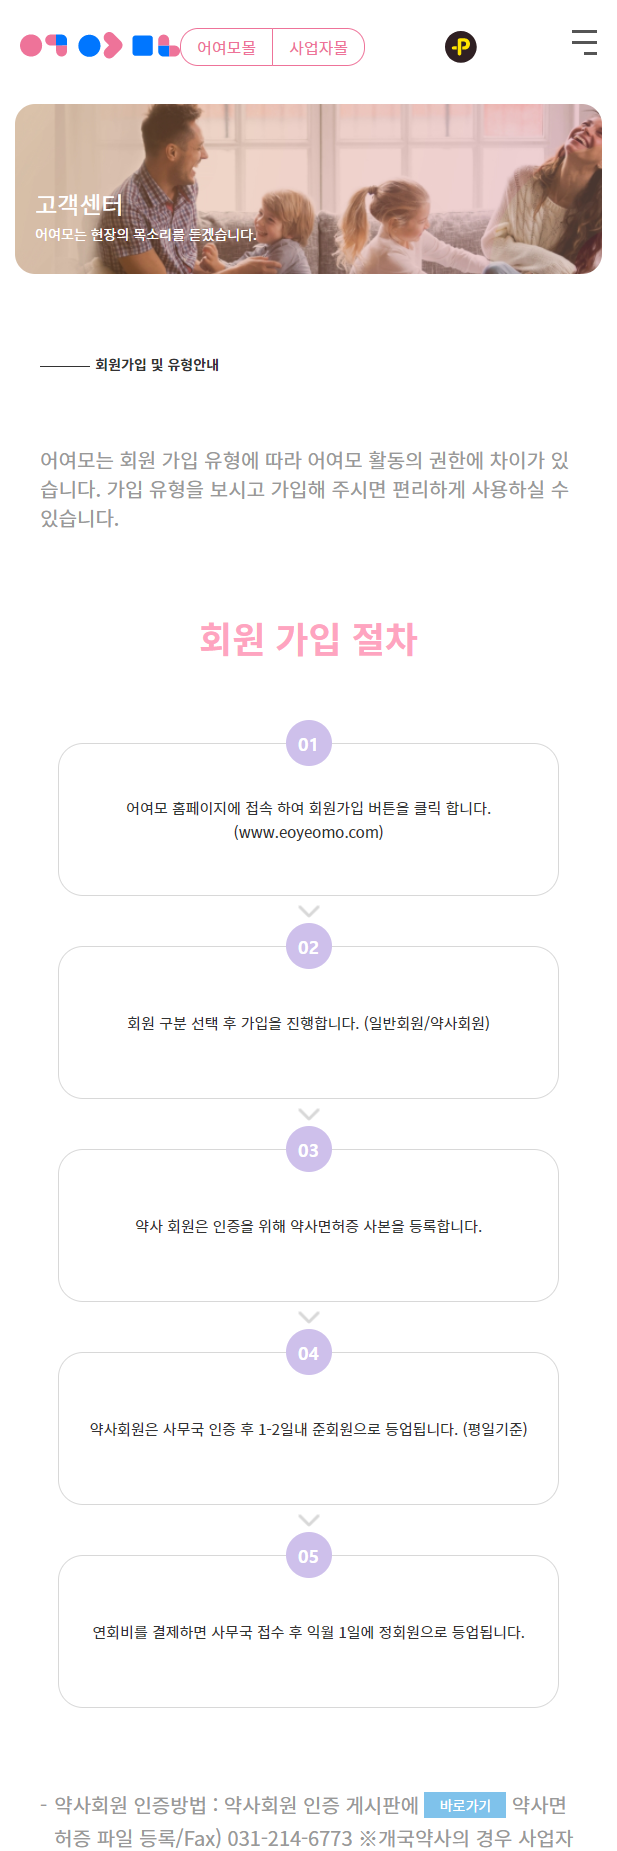 어여모몰 사업자몰
고객센터
어여모는 현장의 목소리를 듣겠습니다.
회원가입 및 유형안내
어여모는 회원 가입 유형에 따라 어여모 활동의 권한에 차이가 있
습니다. 가입 유형을 보시고 가입해 주시면 편리하게 사용하실 수
있습니다.
회원 가입 절차
01
어여모 홈페이지에 접속 하여 회원가입 버튼을 클릭 합니다.
(www.eoyeomo.com)
02
회원 구분 선택 후 가입을 진행합니다. (일반회원/약사회원)
03
약사 회원은 인증을 위해 약사면허증 사본을 등록합니다.
04
약사회원은 사무국 인증 후 1-2일내 준회원으로 등업됩니다. (평일기준)
05
연회비를 결제하면 사무국 접수 후 익월 1일에 정회원으로 등업됩니다.
- 약사회원 인증방법 : 약사회원 인증 게시판에 바로가기 약사면
허증 파일 등록/Fax) 031-214-6773 ※개국약사의 경우 사업자